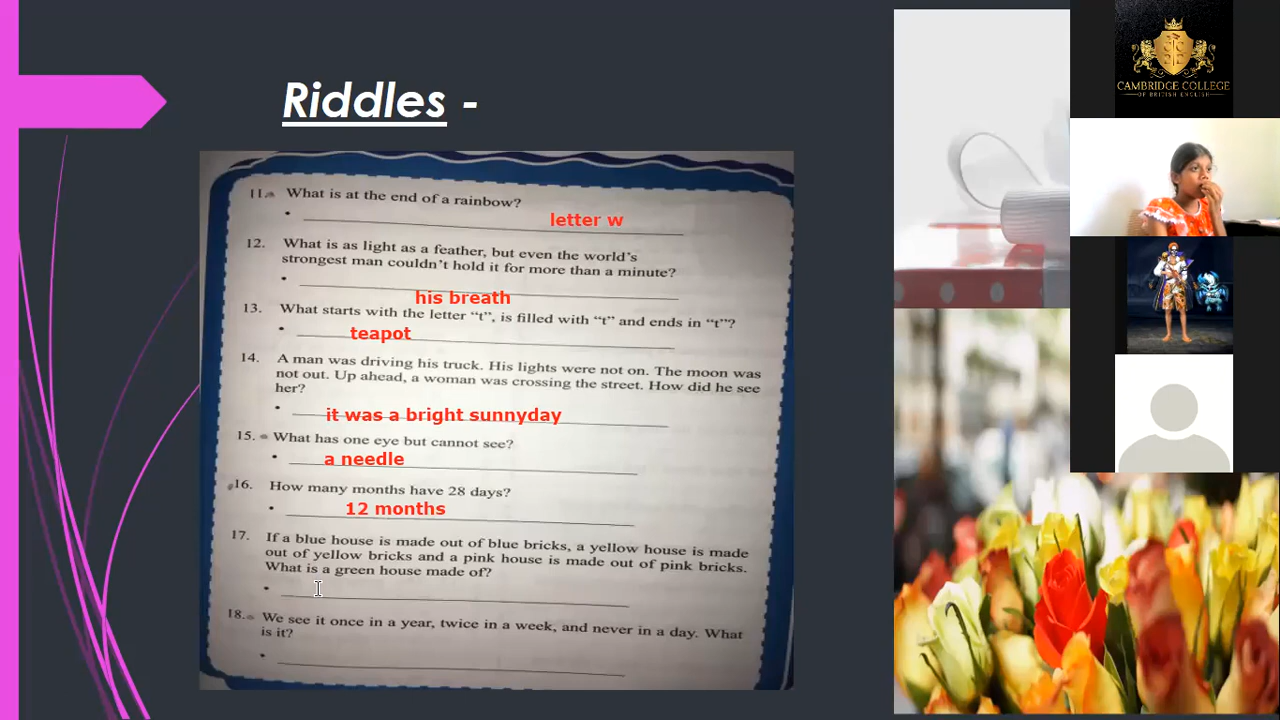 Riddles -
11. What is at the end of a rainbow?
letter w
12. What is as light as a feather, but even the world's
strongest man couldn't hold it for more than a minute?
his breath
13. What starts with the letter “t”, is filled with “t” and ends in “t”?
teapot
14. A man was driving his truck. His lights were not on. The moon was
not out. Up ahead, a woman was crossing the street. How did he see
her?
it was a bright sunnyday
15. What has one eye but cannot see?
a needle
16. How many months have 28 days?
12 months
17. If a blue house is made out of blue bricks, a yellow house is made
out of yellow bricks and a pink house is made out of pink bricks.
What is a green house made of?
18. We see it once in a year, twice in a week, and never in a day. What
is it?
CAMBRIDGE COLLEGE
OF BRITISH ENGLISH